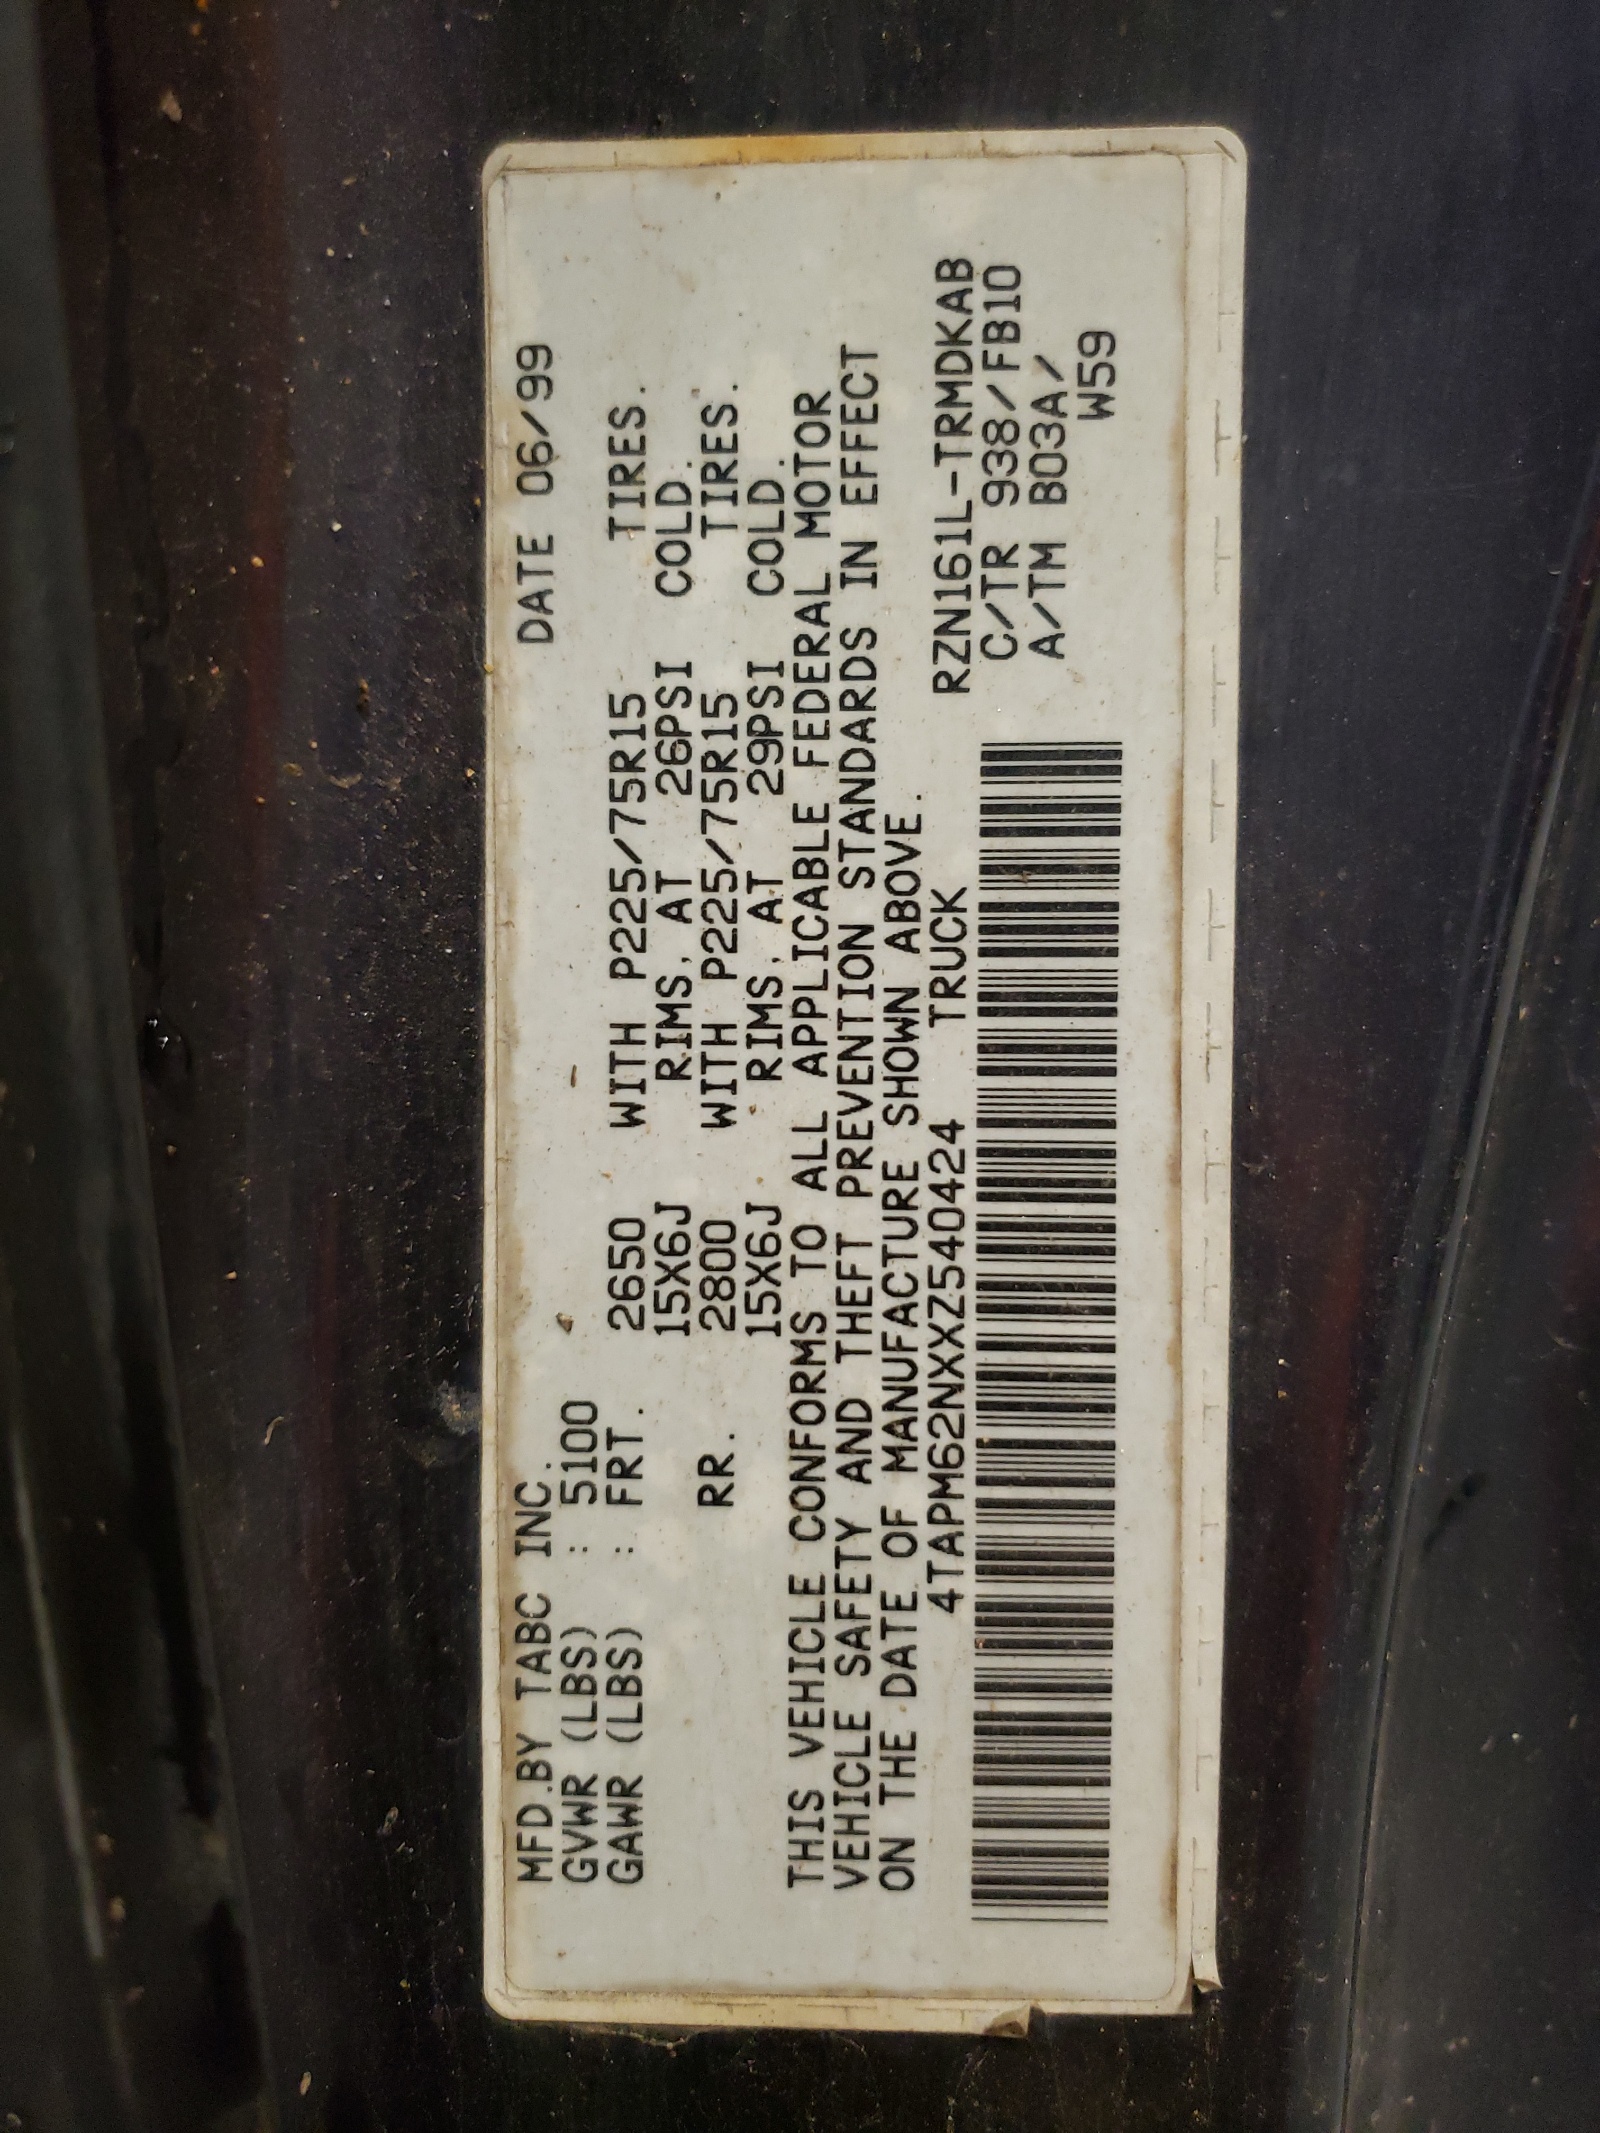 MFD.BY TABC INC. DATE 06/99
GVWR (LBS) : 5100
GAWR (LBS) : FRT. 2650 WITH P225/75R15 TIRES.
15X6J RIMS, AT 26PSI COLD.
RR. 2800 WITH P225/75R15 TIRES.
15X6J RIMS, AT 29PSI COLD.
THIS VEHICLE CONFORMS TO ALL APPLICABLE FEDERAL MOTOR
VEHICLE SAFETY AND THEFT PREVENTION STANDARDS IN EFFECT
ON THE DATE OF MANUFACTURE SHOWN ABOVE.
4TAPM62NXXZ540424 TRUCK RZN161L-TRMDKAB
C/TR 938/FB10
A/TM B03A/
W59